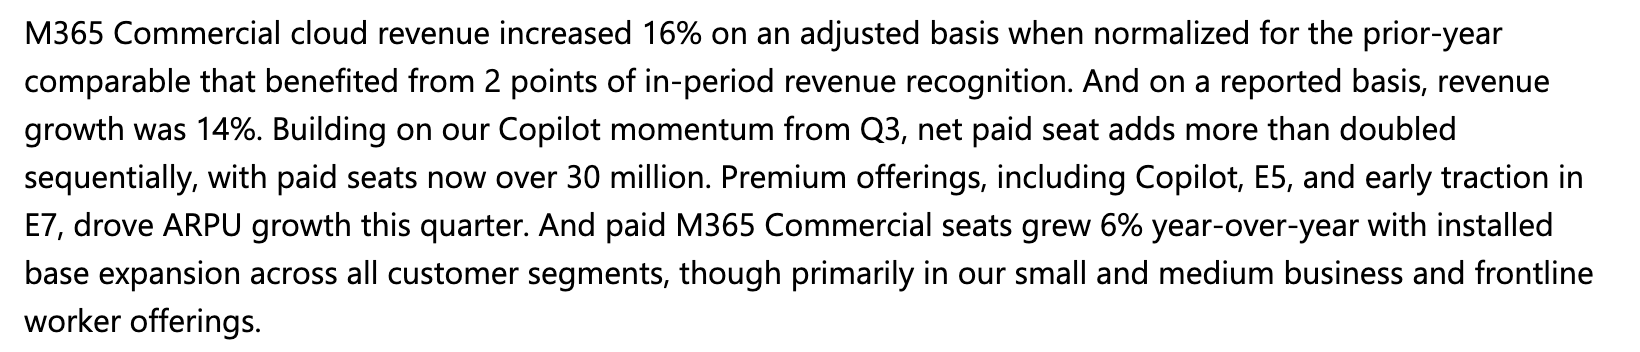 M365 Commercial cloud revenue increased 16% on an adjusted basis when normalized for the prior-year
comparable that benefited from 2 points of in-period revenue recognition. And on a reported basis, revenue
growth was 14%. Building on our Copilot momentum from Q3, net paid seat adds more than doubled
sequentially, with paid seats now over 30 million. Premium offerings, including Copilot, E5, and early traction in
E7, drove ARPU growth this quarter. And paid M365 Commercial seats grew 6% year-over-year with installed
base expansion across all customer segments, though primarily in our small and medium business and frontline
worker offerings.